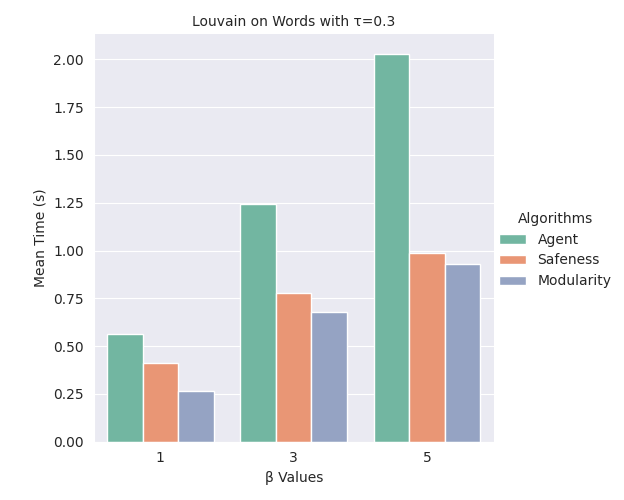 Louvain on Words with τ=0.3
Mean Time (s)
2.00
1.75
1.50
1.25
1.00
0.75
0.50
0.25
0.00
1
3
5
β Values
Algorithms
Agent
Safeness
Modularity